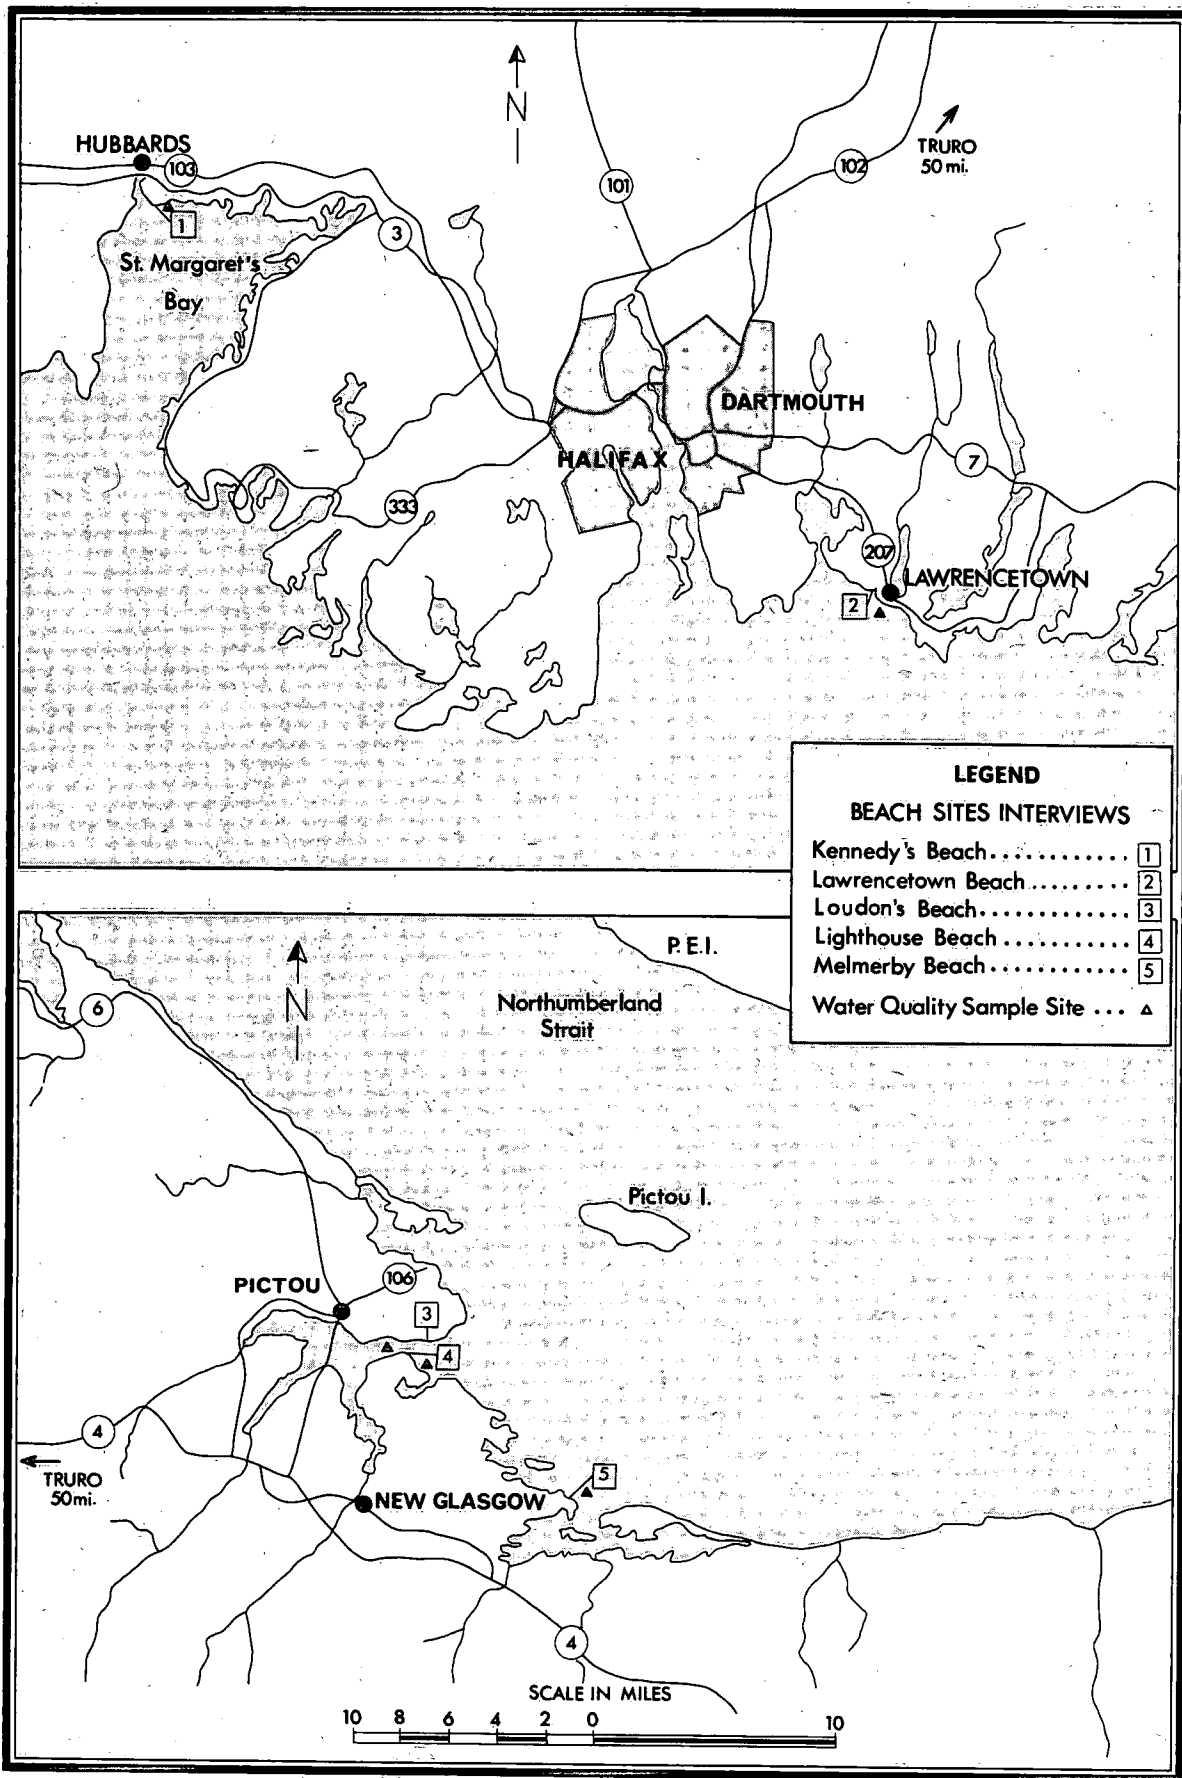 N
HUBBARDS
103
101
102
TRURO
50 mi.
1
3
St. Margaret's
Bay
DARTMOUTH
HALIFAX
7
333
207
LAWRENCETOWN
2
LEGEND
BEACH SITES INTERVIEWS
Kennedy's Beach............ 1
Lawrencetown Beach ......... 2
Loudon's Beach............. 3
Lighthouse Beach ........... 4
Melmerby Beach ............ 5
Water Quality Sample Site ... △
P.E.I.
N
6
Northumberland
Strait
Pictou I.
PICTOU
106
3
4
4
TRURO
50mi.
5
NEW GLASGOW
4
SCALE IN MILES
10 8 6 4 2 0 10